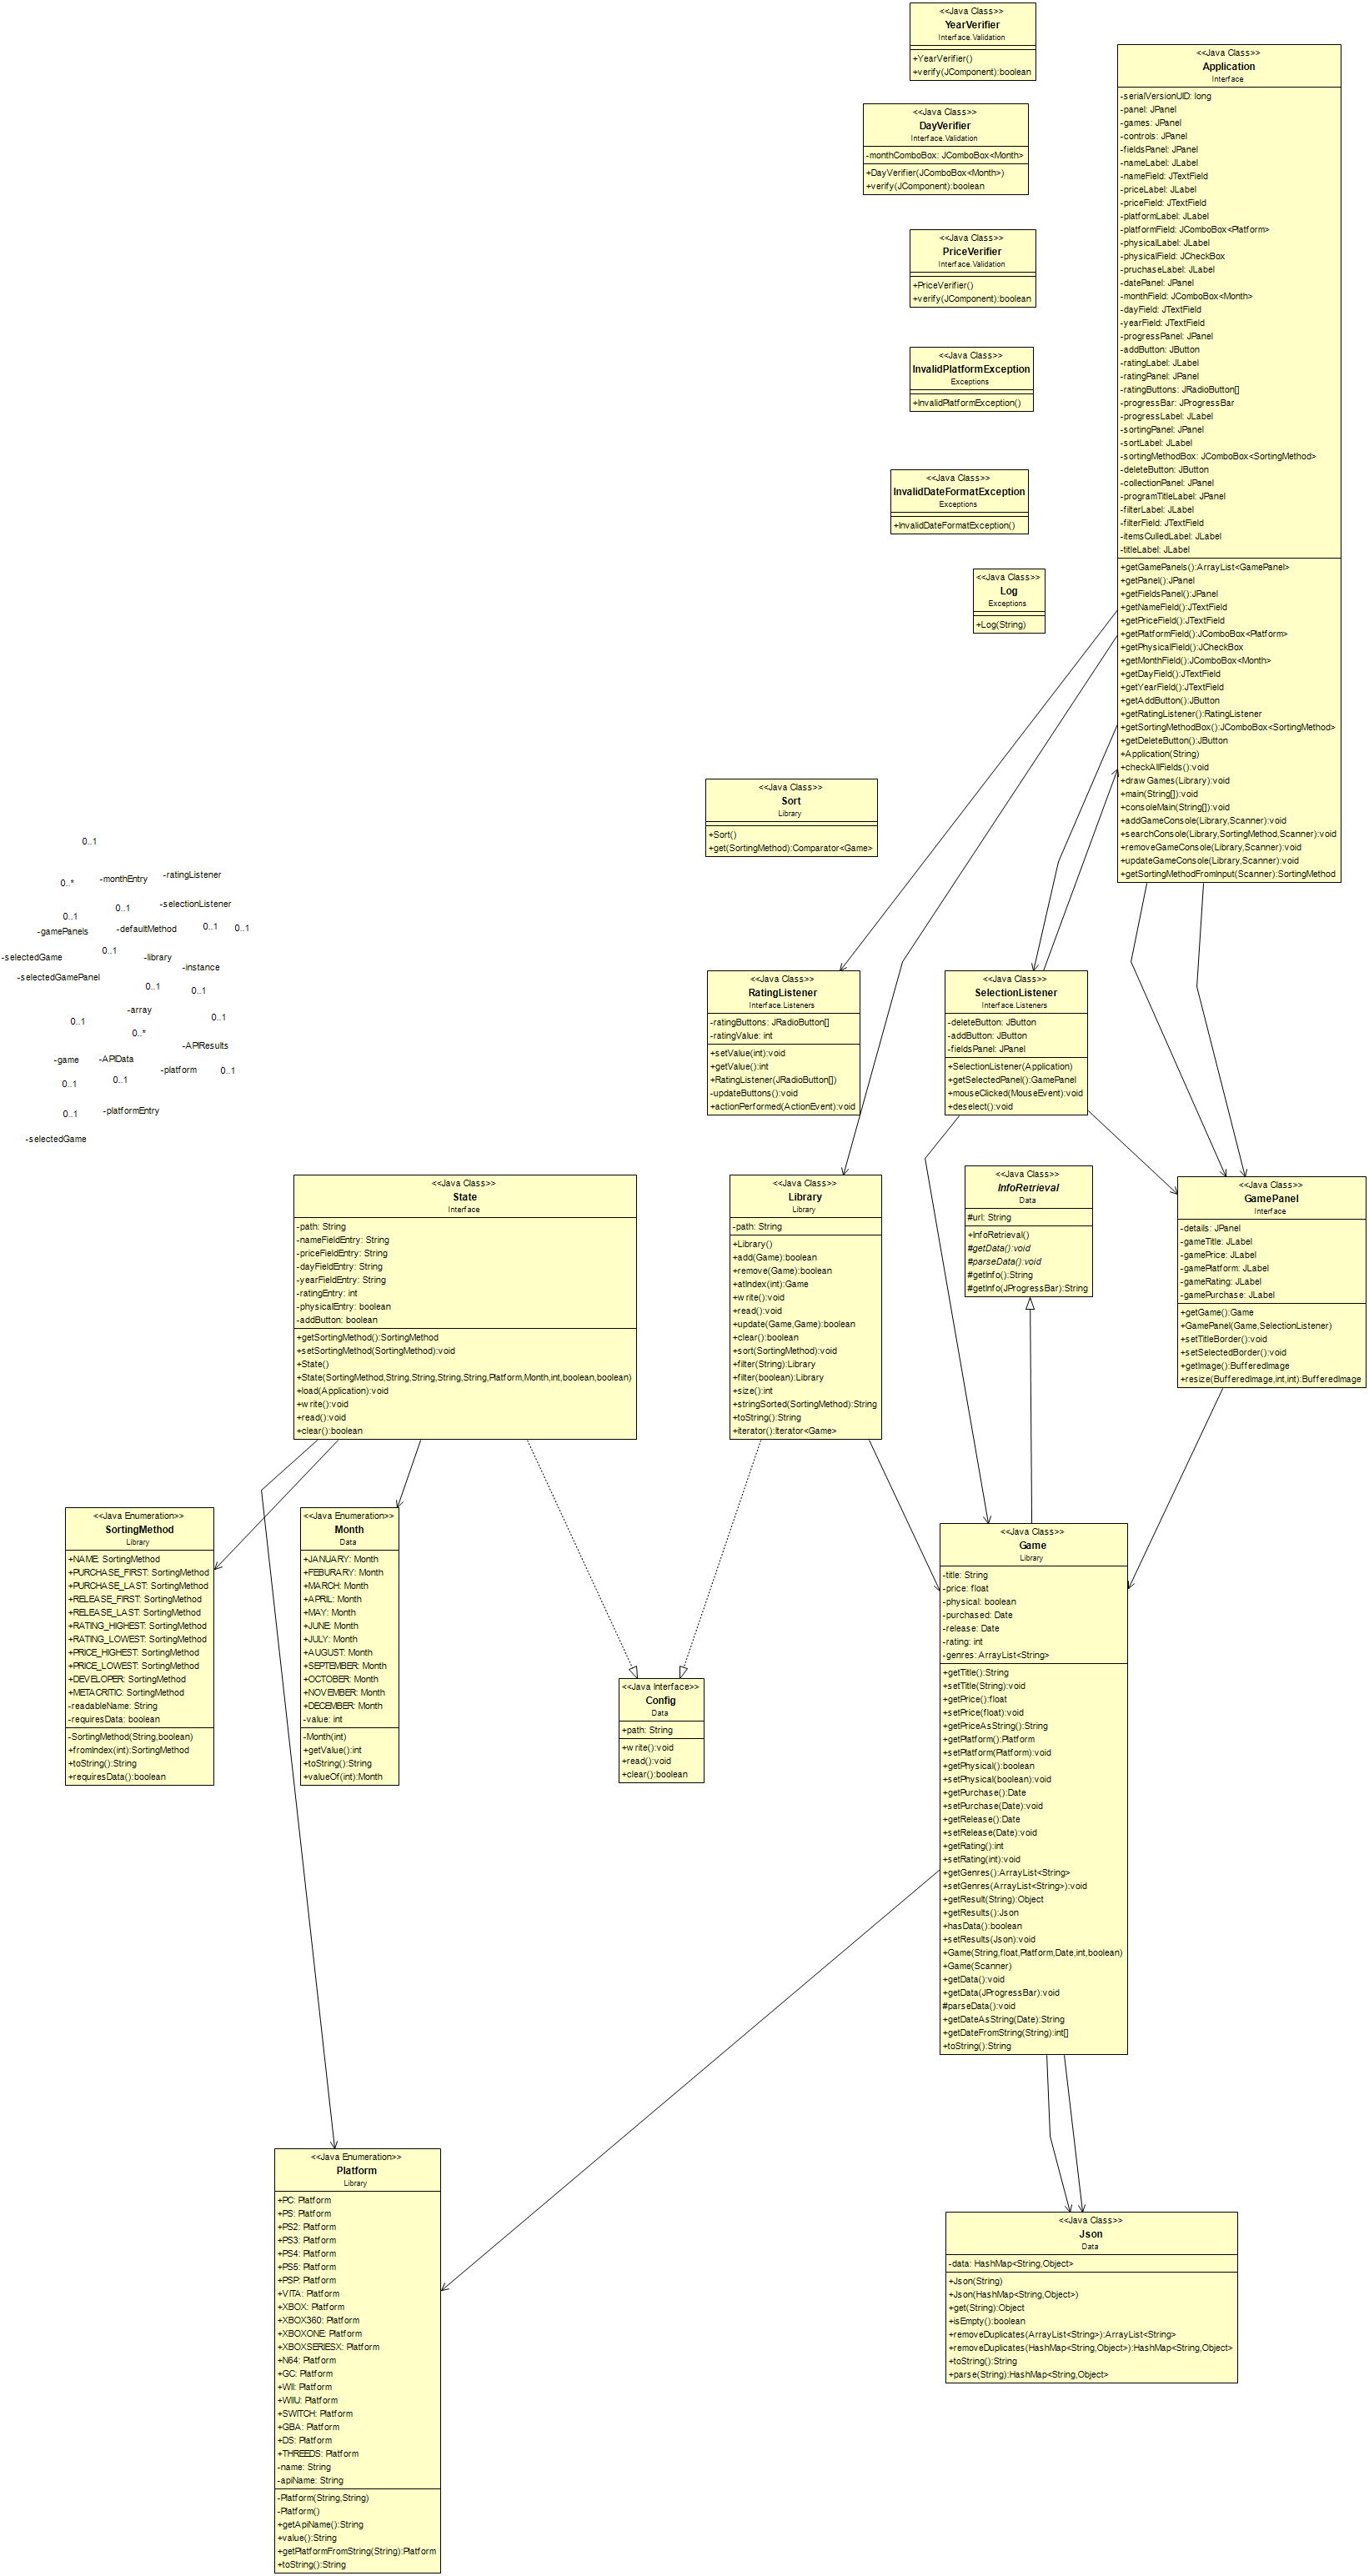 <<Java Class>>
YearVerifier
Interface.Validation
+YearVerifier()
+verify(JComponent):boolean
<<Java Class>>
DayVerifier
Interface.Validation
-monthComboBox: JComboBox<Month>
+DayVerifier(JComboBox<Month>)
+verify(JComponent):boolean
<<Java Class>>
PriceVerifier
Interface.Validation
+PriceVerifier()
+verify(JComponent):boolean
<<Java Class>>
InvalidPlatformException
Exceptions
+InvalidPlatformException()
<<Java Class>>
InvalidDateFormatException
Exceptions
+InvalidDateFormatException()
<<Java Class>>
Log
Exceptions
+Log(String)
<<Java Class>>
Application
Interface
-serialVersionUID: long
-panel: JPanel
-games: JPanel
-controls: JPanel
-fieldsPanel: JPanel
-nameLabel: JLabel
-nameField: JTextField
-priceLabel: JLabel
-priceField: JTextField
-platformLabel: JLabel
-platformField: JComboBox<Platform>
-physicalLabel: JLabel
-physicalField: JCheckBox
-pruchaseLabel: JLabel
-datePanel: JPanel
-monthField: JComboBox<Month>
-dayField: JTextField
-yearField: JTextField
-progressPanel: JPanel
-addButton: JButton
-ratingLabel: JLabel
-ratingPanel: JPanel
-ratingButtons: JRadioButton[]
-progressBar: JProgressBar
-progressLabel: JLabel
-sortingPanel: JPanel
-sortLabel: JLabel
-sortingMethodBox: JComboBox<SortingMethod>
-deleteButton: JButton
-collectionPanel: JPanel
-programTitleLabel: JPanel
-filterLabel: JLabel
-filterField: JTextField
-itemsCulledLabel: JLabel
-titleLabel: JLabel
+getGamePanels():ArrayList<GamePanel>
+getPanel():JPanel
+getFieldsPanel():JPanel
+getNameField():JTextField
+getPriceField():JTextField
+getPlatformField():JComboBox<Platform>
+getPhysicalField():JCheckBox
+getMonthField():JComboBox<Month>
+getDayField():JTextField
+getYearField():JTextField
+getAddButton():JButton
+getRatingListener():RatingListener
+getSortingMethodBox():JComboBox<SortingMethod>
+getDeleteButton():JButton
+Application(String)
+checkAllFields():void
+drawGames(Library):void
+main(String[]):void
+consoleMain(String[]):void
+addGameConsole(Library,Scanner):void
+searchConsole(Library,SortingMethod,Scanner):void
+removeGameConsole(Library,Scanner):void
+updateGameConsole(Library,Scanner):void
+getSortingMethodFromInput(Scanner):SortingMethod
<<Java Class>>
Sort
Library
+Sort()
+get(SortingMethod):Comparator<Game>
0..1
0..*
-monthEntry
-ratingListener
0..1
0..1
-selectionListener
-gamePanels
-defaultMethod
0..1
0..1
-selectedGame
0..1
-library
-selectedGamePanel
-instance
0..1
0..1
-array
0..1
0..1
0..*
-APIResults
-game
-APIData
-platform
0..1
0..1
0..1
0..1
-platformEntry
-selectedGame
<<Java Class>>
RatingListener
Interface.Listeners
-ratingButtons: JRadioButton[]
-ratingValue: int
+setValue(int):void
+getValue():int
+RatingListener(JRadioButton[])
-updateButtons():void
+actionPerformed(ActionEvent):void
<<Java Class>>
SelectionListener
Interface.Listeners
-deleteButton: JButton
-addButton: JButton
-fieldsPanel: JPanel
+SelectionListener(Application)
+getSelectedPanel():GamePanel
+mouseClicked(MouseEvent):void
+deselect():void
<<Java Class>>
State
Interface
-path: String
-nameFieldEntry: String
-priceFieldEntry: String
-dayFieldEntry: String
-yearFieldEntry: String
-ratingEntry: int
-physicalEntry: boolean
-addButton: boolean
+getSortingMethod():SortingMethod
+setSortingMethod(SortingMethod):void
+State()
+State(SortingMethod,String,String,String,String,Platform,Month,int,boolean,boolean)
+load(Application):void
+write():void
+read():void
+clear():boolean
<<Java Class>>
Library
Library
-path: String
+Library()
+add(Game):boolean
+remove(Game):boolean
+atIndex(int):Game
+write():void
+read():void
+update(Game,Game):boolean
+clear():boolean
+sort(SortingMethod):void
+filter(String):Library
+filter(boolean):Library
+size():int
+stringSorted(SortingMethod):String
+toString():String
+iterator():Iterator<Game>
<<Java Class>>
InfoRetrieval
Data
#url: String
+InfoRetrieval()
#getData():void
#parseData():void
#getInfo():String
#getInfo(JProgressBar):String
<<Java Class>>
GamePanel
Interface
-details: JPanel
-gameTitle: JLabel
-gamePrice: JLabel
-gamePlatform: JLabel
-gameRating: JLabel
-gamePurchase: JLabel
+getGame():Game
+GamePanel(Game,SelectionListener)
+setTitleBorder():void
+setSelectedBorder():void
+getImage():BufferedImage
+resize(BufferedImage,int,int):BufferedImage
<<Java Enumeration>>
SortingMethod
Library
+NAME: SortingMethod
+PURCHASE_FIRST: SortingMethod
+PURCHASE_LAST: SortingMethod
+RELEASE_FIRST: SortingMethod
+RELEASE_LAST: SortingMethod
+RATING_HIGHEST: SortingMethod
+RATING_LOWEST: SortingMethod
+PRICE_HIGHEST: SortingMethod
+PRICE_LOWEST: SortingMethod
+DEVELOPER: SortingMethod
+METACRITIC: SortingMethod
-readableName: String
-requiresData: boolean
-SortingMethod(String,boolean)
+fromIndex(int):SortingMethod
+toString():String
+requiresData():boolean
<<Java Enumeration>>
Month
Data
+JANUARY: Month
+FEBURARY: Month
+MARCH: Month
+APRIL: Month
+MAY: Month
+JUNE: Month
+JULY: Month
+AUGUST: Month
+SEPTEMBER: Month
+OCTOBER: Month
+NOVEMBER: Month
+DECEMBER: Month
-value: int
-Month(int)
+getValue():int
+toString():String
+valueOf(int):Month
<<Java Interface>>
Config
Data
+path: String
+write():void
+read():void
+clear():boolean
<<Java Class>>
Game
Library
-title: String
-price: float
-physical: boolean
-purchased: Date
-release: Date
-rating: int
-genres: ArrayList<String>
+getTitle():String
+setTitle(String):void
+getPrice():float
+setPrice(float):void
+getPriceAsString():String
+getPlatform():Platform
+setPlatform(Platform):void
+getPhysical():boolean
+setPhysical(boolean):void
+getPurchase():Date
+setPurchase(Date):void
+getRelease():Date
+setRelease(Date):void
+getRating():int
+setRating(int):void
+getGenres():ArrayList<String>
+setGenres(ArrayList<String>):void
+getResult(String):Object
+getResults():Json
+hasData():boolean
+setResults(Json):void
+Game(String,float,Platform,Date,int,boolean)
+Game(Scanner)
+getData():void
+getData(JProgressBar):void
#parseData():void
+getDateAsString(Date):String
+getDateFromString(String):int[]
+toString():String
<<Java Enumeration>>
Platform
Library
+PC: Platform
+PS: Platform
+PS2: Platform
+PS3: Platform
+PS4: Platform
+PS5: Platform
+PSP: Platform
+VITA: Platform
+XBOX: Platform
+XBOX360: Platform
+XBOXONE: Platform
+XBOXSERIESX: Platform
+N64: Platform
+GC: Platform
+WII: Platform
+WIIU: Platform
+SWITCH: Platform
+GBA: Platform
+DS: Platform
+THREEDS: Platform
-name: String
-apiName: String
-Platform(String,String)
-Platform()
+getApiName():String
+value():String
+getPlatformFromString(String):Platform
+toString():String
<<Java Class>>
Json
Data
-data: HashMap<String,Object>
+Json(String)
+Json(HashMap<String,Object>)
+get(String):Object
+isEmpty():boolean
+removeDuplicates(ArrayList<String>):ArrayList<String>
+removeDuplicates(HashMap<String,Object>):HashMap<String,Object>
+toString():String
+parse(String):HashMap<String,Object>